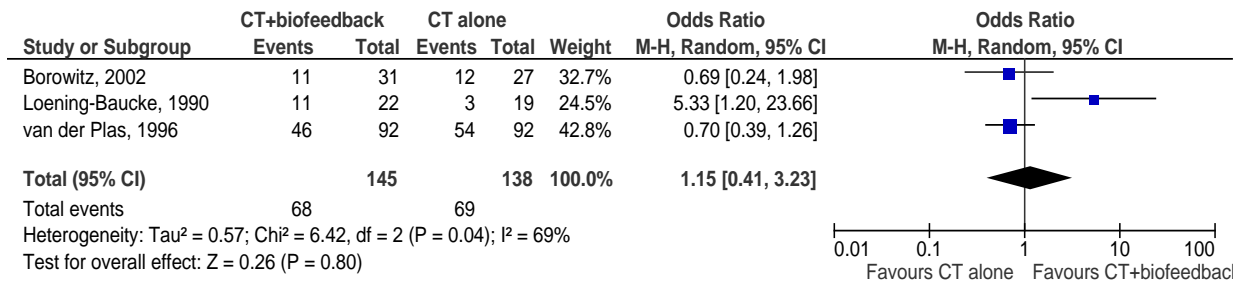 CT+biofeedback CT alone Odds Ratio Odds Ratio
Study or Subgroup Events Total Events Total Weight M-H, Random, 95% CI M-H, Random, 95% CI
Borowitz, 2002 11 31 12 27 32.7% 0.69 [0.24, 1.98]
Loening-Baucke, 1990 11 22 3 19 24.5% 5.33 [1.20, 23.66]
van der Plas, 1996 46 92 54 92 42.8% 0.70 [0.39, 1.26]
Total (95% CI) 145 138 100.0% 1.15 [0.41, 3.23]
Total events 68 69
Heterogeneity: Tau² = 0.57; Chi² = 6.42, df = 2 (P = 0.04); I² = 69%
Test for overall effect: Z = 0.26 (P = 0.80)
0.01 0.1 1 10 100
Favours CT alone Favours CT+biofeedback